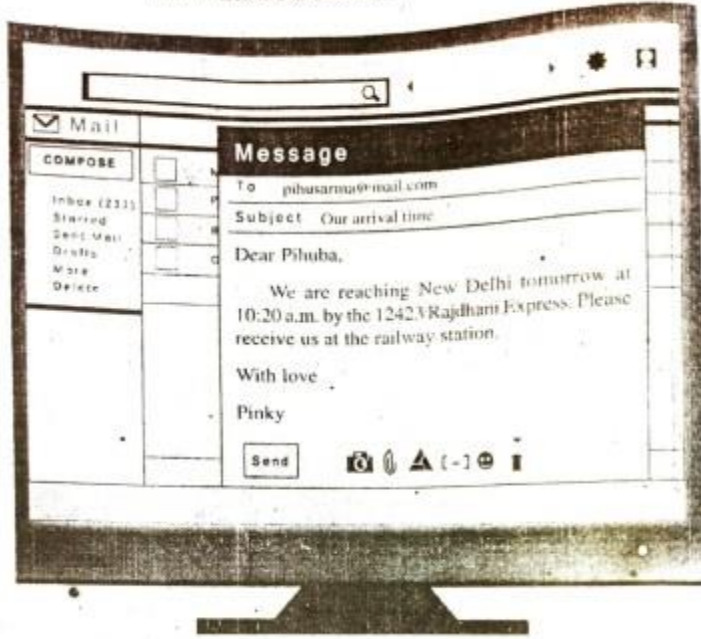 Mail
COMPOSE
Inbox (233)
Starred
Sent Mail
Drafts
More
Delete
Message
To pihusarma@mail.com
Subject Our arrival time
Dear Pihuba,
We are reaching New Delhi tomorrow at
10:20 a.m. by the 12423 Rajdhani Express. Please
receive us at the railway station.
With love
Pinky
Send